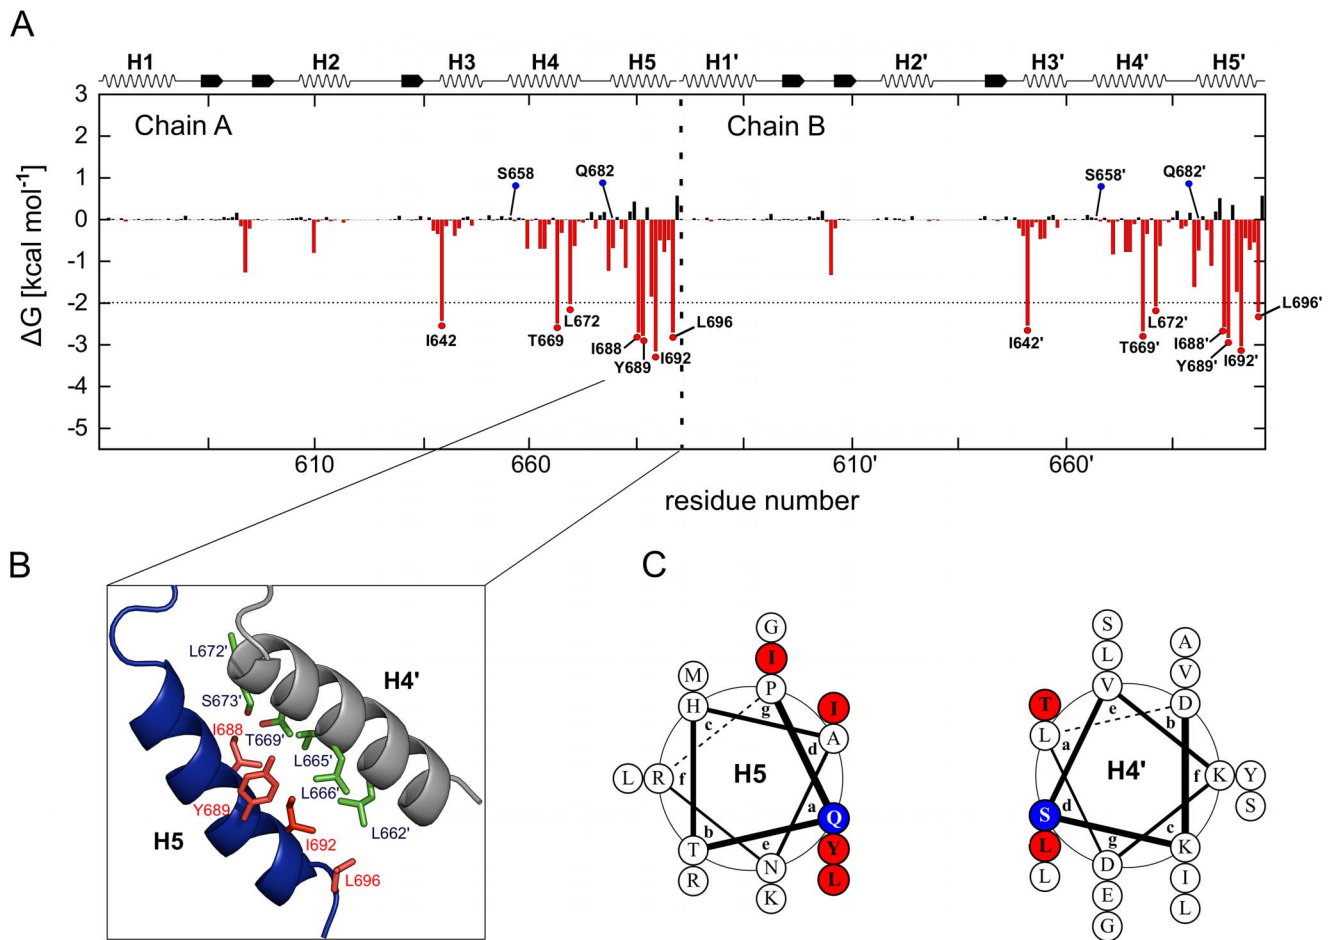 A
H1 H2 H3 H4 H5 H1' H2' H3' H4' H5'
3
2
1
0
-1
-2
-3
-4
-5
ΔG [kcal mol⁻¹]
Chain A
Chain B
S658
Q682
S658'
Q682'
I642
T669
L672
I688
Y689
I692
L696
I642'
T669'
L672'
I688'
Y689'
I692'
L696'
610 660 610' 660'
residue number
B
L672'
H4'
S673'
I688
T669'
L665'
L666'
Y689
L662'
H5
I692
L696
C
G
I
P
g
M
H
c
I
A
d
L R f
H5
a
Q
Y
L
b
T
R
e
N
K
S
L
V
e
A
V
D
b
T
L
a
H4'
f K Y
S
d
S
L
L
g
D
E
G
c
K
I
L